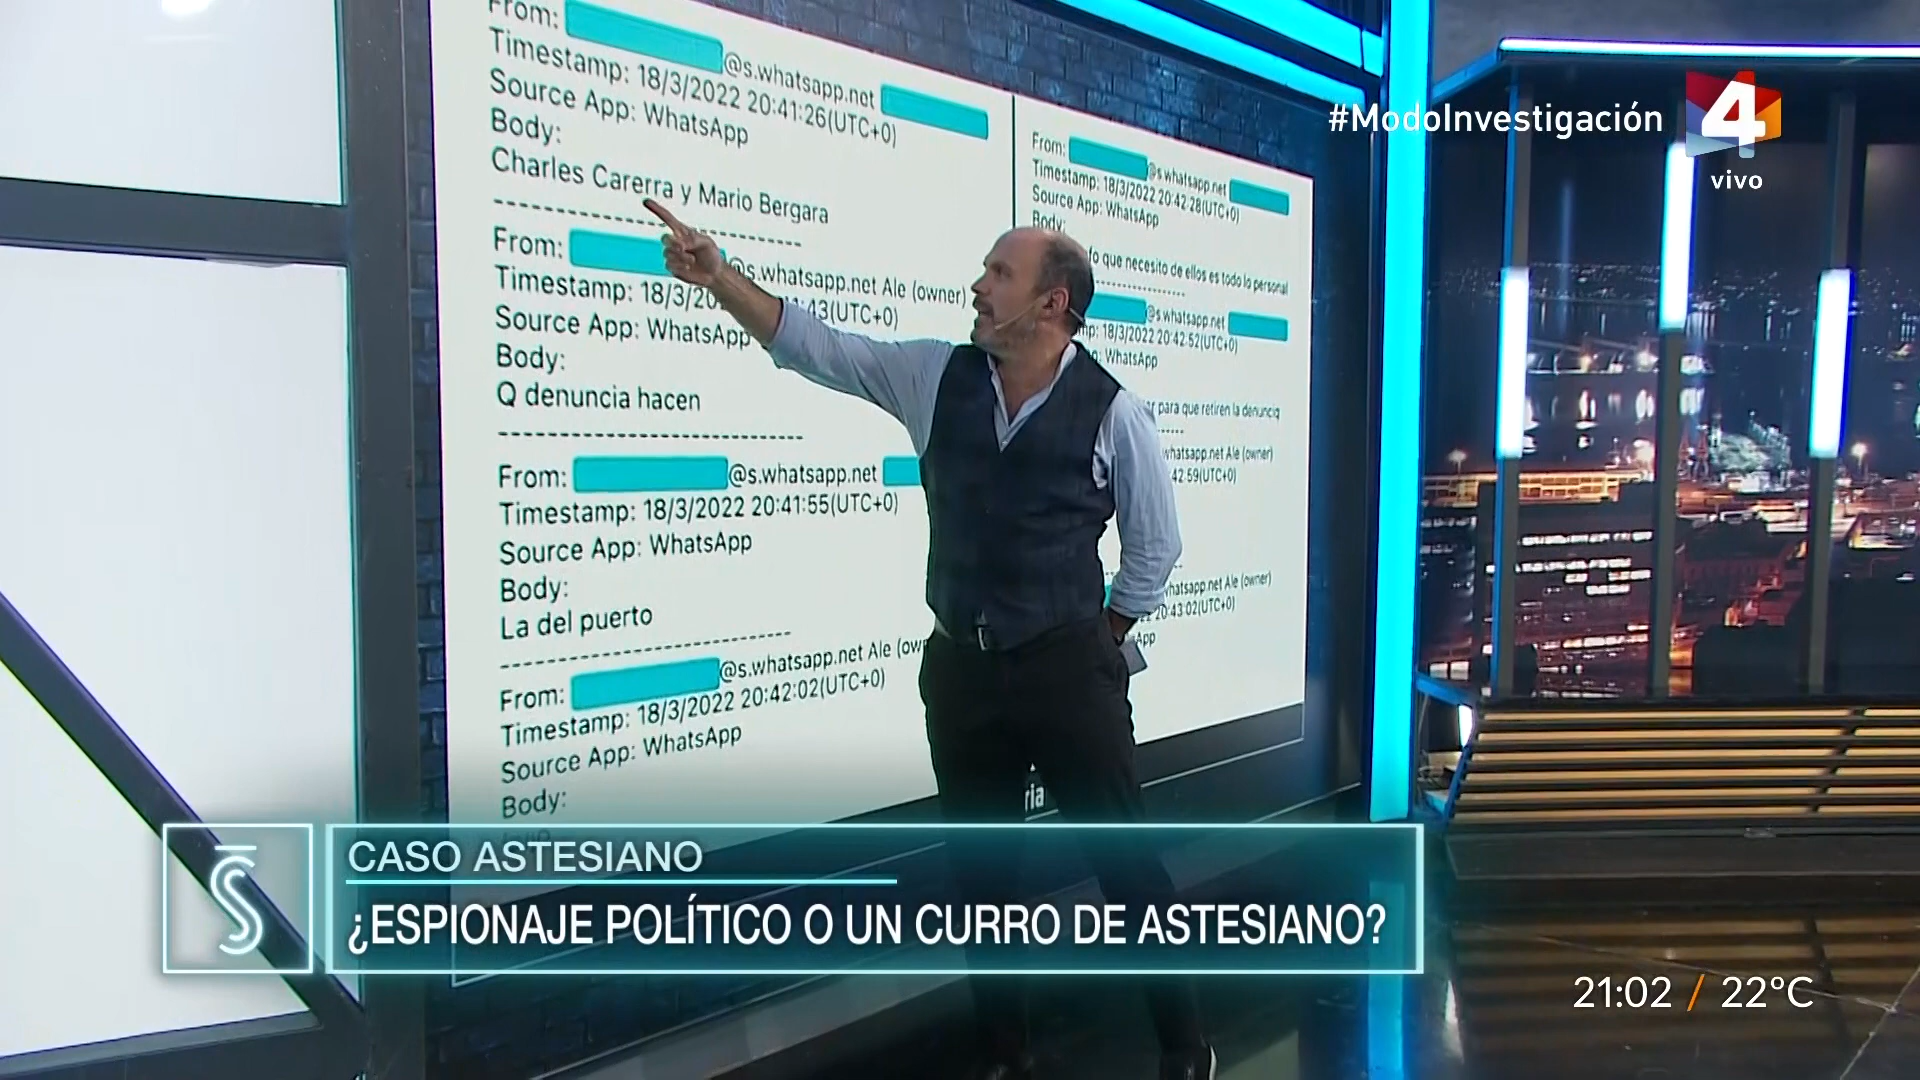 From: @s.whatsapp.net
Timestamp: 18/3/2022 20:41:26(UTC+0)
Source App: WhatsApp
Body:
Charles Carerra y Mario Bergara
From: @s.whatsapp.net Ale (owner)
Timestamp: 18/3/20 :43(UTC+0)
Source App: WhatsApp
Body:
Q denuncia hacen
From: @s.whatsapp.net
Timestamp: 18/3/2022 20:41:55(UTC+0)
Source App: WhatsApp
Body:
La del puerto
From: @s.whatsapp.net Ale (own
Timestamp: 18/3/2022 20:42:02(UTC+0)
Source App: WhatsApp
Body:
From: @s.whatsapp.net
Timestamp: 18/3/2022 20:42:28(UTC+0)
Source App: WhatsApp
Body:
fo que necesito de ellos es todo lo personal
@s.whatsapp.net
mp: 18/3/2022 20:42:52(UTC+0)
p: WhatsApp
r para que retiren la denunciq
whatsapp.net Ale (owner)
42:59(UTC+0)
whatsapp.net Ale (owner)
20:43:02(UTC+0)
App
ria
#ModoInvestigación
4
vivo
CASO ASTESIANO
¿ESPIONAJE POLÍTICO O UN CURRO DE ASTESIANO?
21:02 / 22°C